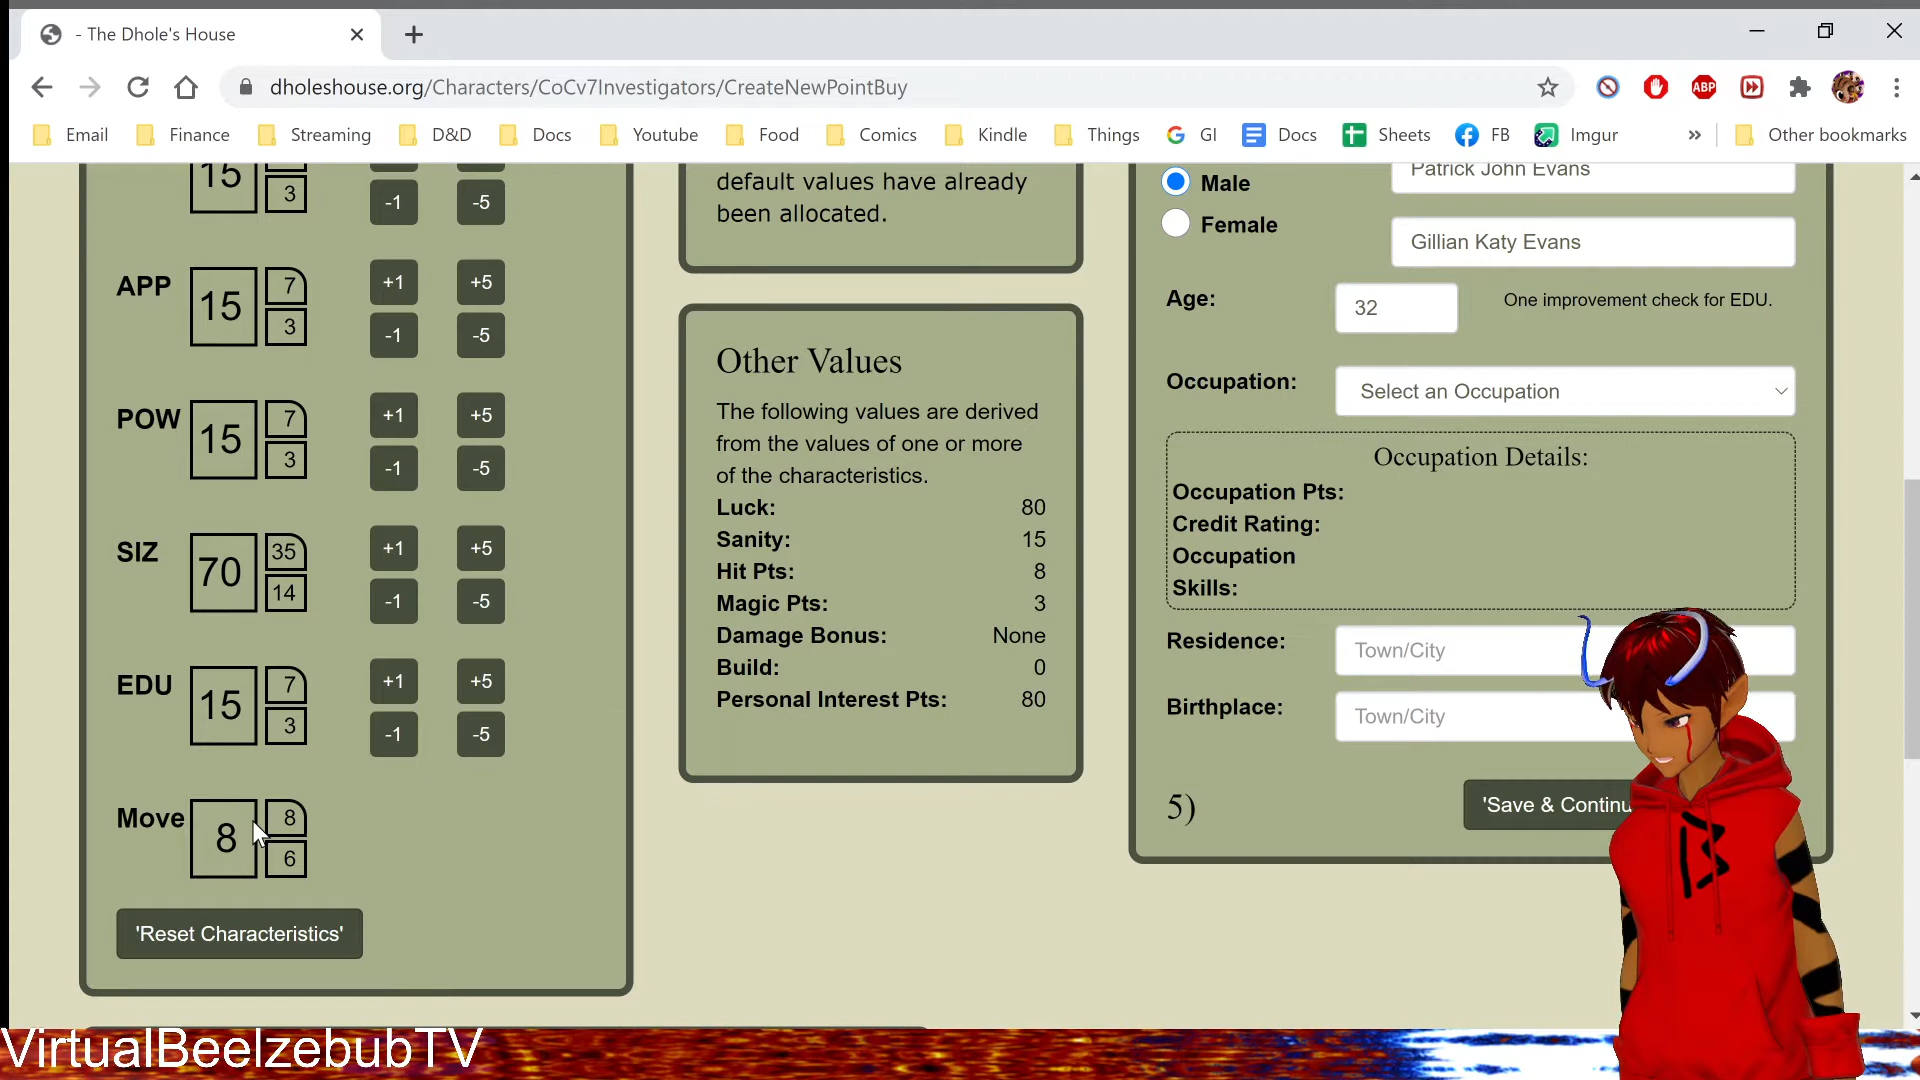 - The Dhole's House
dholeshouse.org/Characters/CoCv7Investigators/CreateNewPointBuy
Email Finance Streaming D&D Docs Youtube Food Comics Kindle Things GI Docs Sheets FB Imgur » Other bookmarks
ABP
15
3
-1 -5
APP 15 7 +1 +5
3 -1 -5
POW 15 7 +1 +5
3 -1 -5
SIZ 70 35 +1 +5
14 -1 -5
EDU 15 7 +1 +5
3 -1 -5
Move 8 8
6
'Reset Characteristics'
default values have already
been allocated.
Other Values
The following values are derived
from the values of one or more
of the characteristics.
Luck: 80
Sanity: 15
Hit Pts: 8
Magic Pts: 3
Damage Bonus: None
Build: 0
Personal Interest Pts: 80
Male
Patrick John Evans
Female
Gillian Katy Evans
Age: 32 One improvement check for EDU.
Occupation: Select an Occupation
Occupation Details:
Occupation Pts:
Credit Rating:
Occupation
Skills:
Residence: Town/City
Birthplace: Town/City
5) 'Save & Continu
VirtualBeelzebubTV